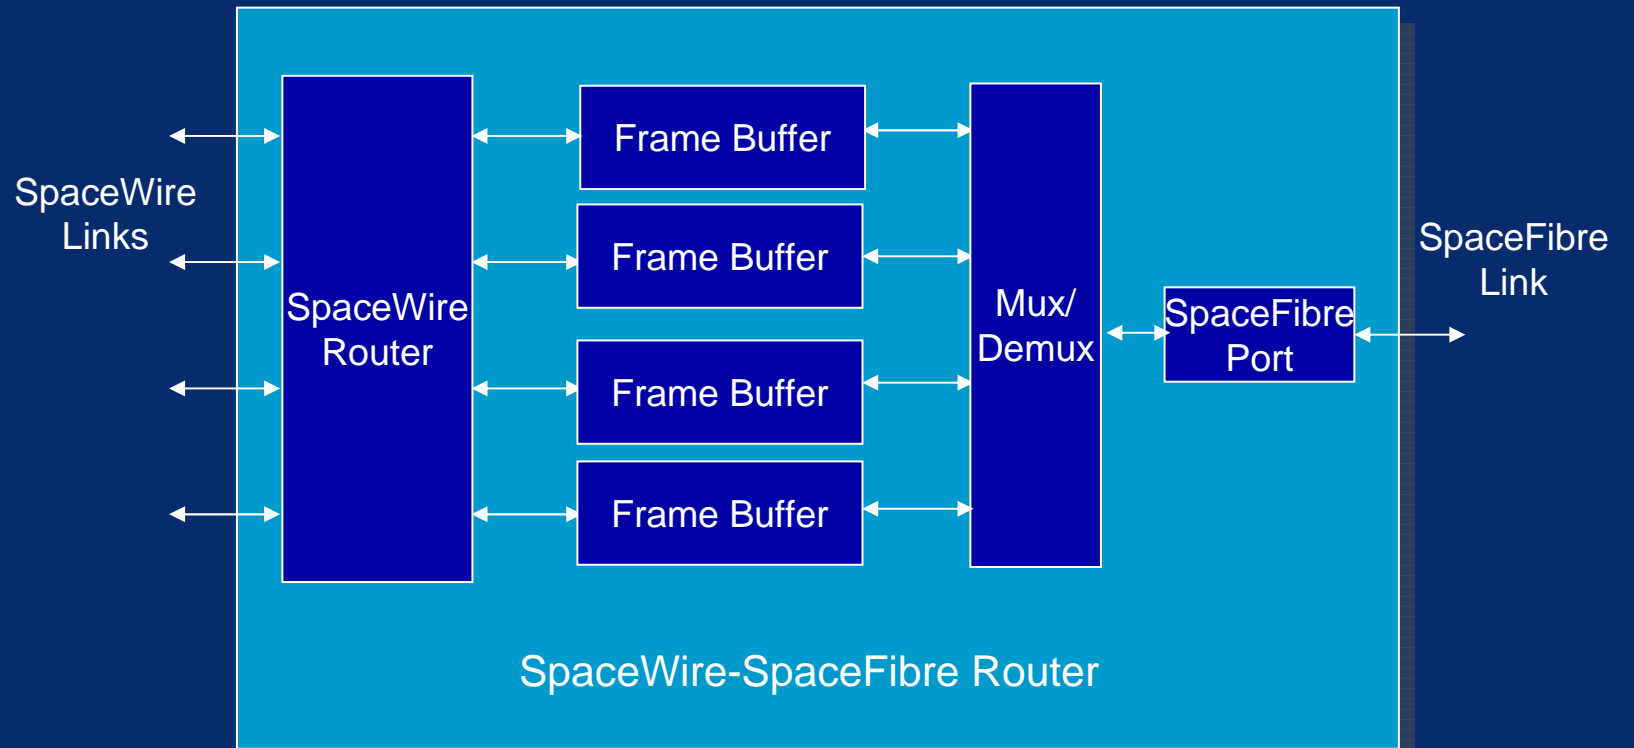 SpaceWire
Links
SpaceWire
Router
Frame Buffer
Frame Buffer
Frame Buffer
Frame Buffer
Mux/
Demux
SpaceFibre
Port
SpaceFibre
Link
SpaceWire-SpaceFibre Router